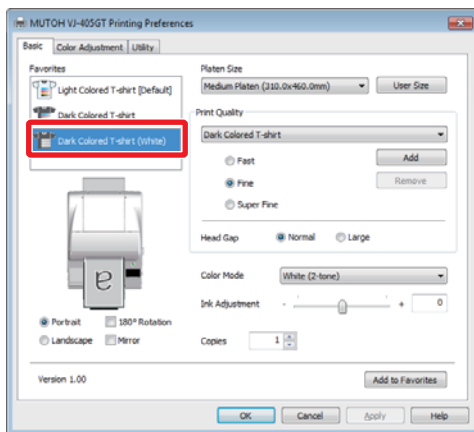 MUTOH VJ-405GT Printing Preferences
Basic Color Adjustment Utility
Favorites
Light Colored T-shirt [Default]
Dark Colored T-shirt
Dark Colored T-shirt (White)
a
Portrait 180° Rotation
Landscape Mirror
Platen Size
Medium Platen (310.0x460.0mm) User Size
Print Quality
Dark Colored T-shirt
Fast Add
Fine Remove
Super Fine
Head Gap Normal Large
Color Mode White (2-tone)
Ink Adjustment - + 0
Copies 1
Version 1.00 Add to Favorites
OK Cancel Apply Help